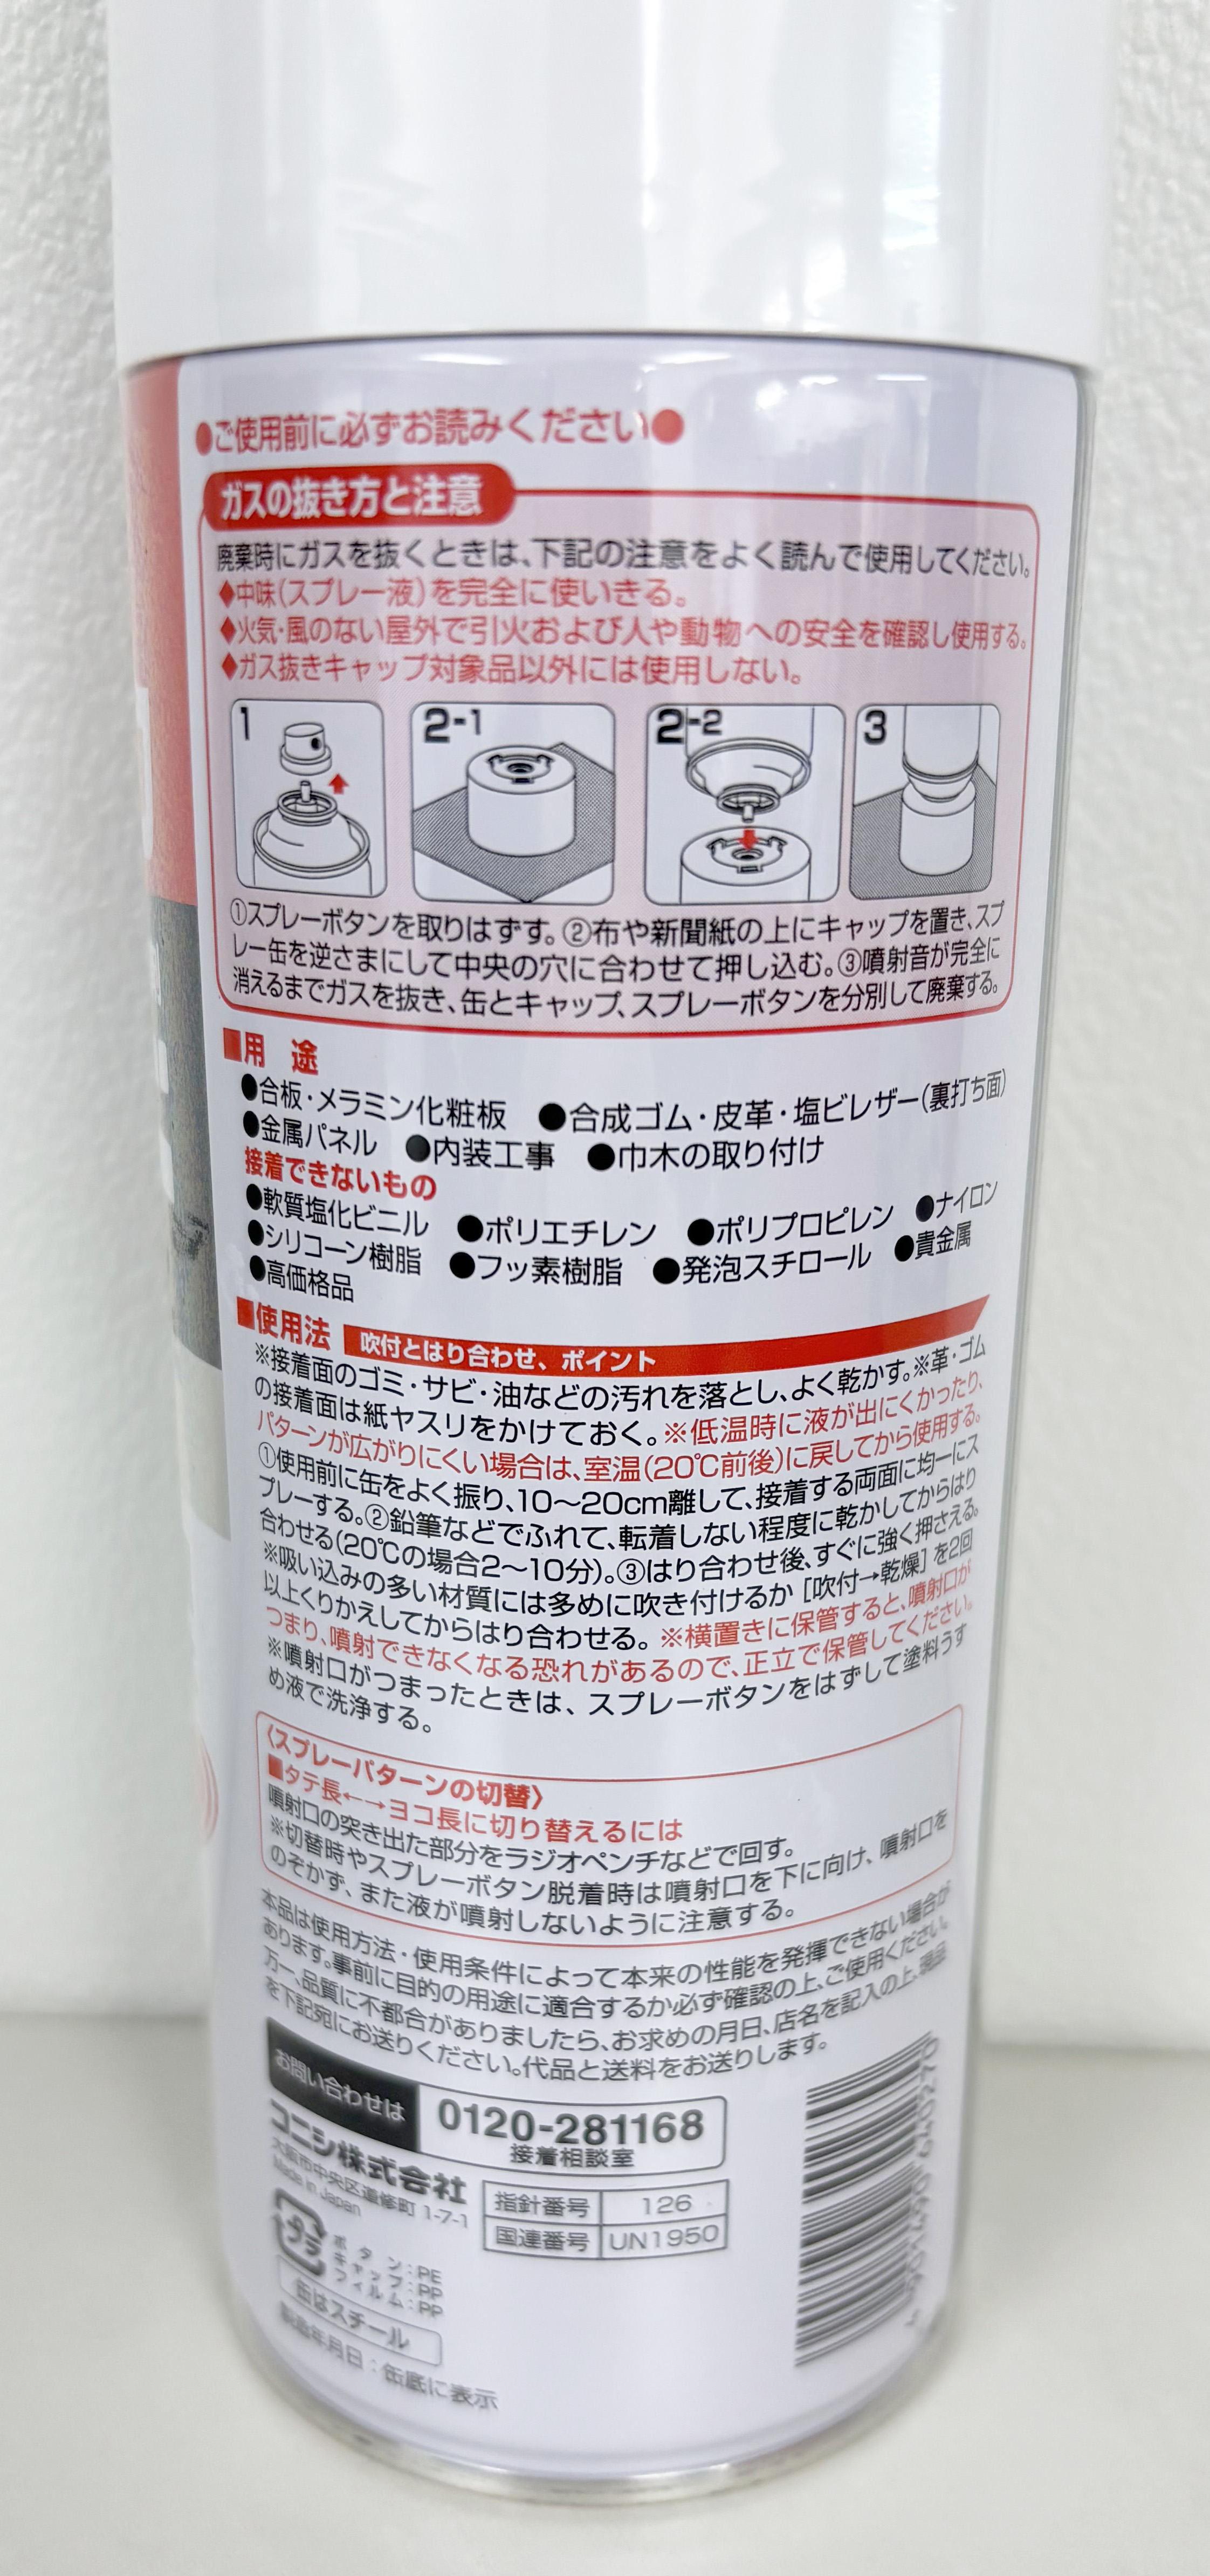 ●ご使用前に必ずお読みください●
ガスの抜き方と注意
廃棄時にガスを抜くときは、下記の注意をよく読んで使用してください。
◆中味(スプレー液)を完全に使いきる。
◆火気・風のない屋外で引火および人や動物への安全を確認し使用する。
◆ガス抜きキャップ対象品以外には使用しない。
1 2-1 2-2 3
①スプレーボタンを取りはずす。②布や新聞紙の上にキャップを置き、スプ
レー缶を逆さまにして中央の穴に合わせて押し込む。③噴射音が完全に
消えるまでガスを抜き、缶とキャップ、スプレーボタンを分別して廃棄する。
■用 途
●合板・メラミン化粧板 ●合成ゴム・皮革・塩ビレザー(裏打ち面)
●金属パネル ●内装工事 ●巾木の取り付け
接着できないもの
●軟質塩化ビニル ●ポリエチレン ●ポリプロピレン ●ナイロン
●シリコーン樹脂 ●フッ素樹脂 ●発泡スチロール ●貴金属
●高価格品
■使用法 吹付とはり合わせ、ポイント
※接着面のゴミ・サビ・油などの汚れを落とし、よく乾かす。※革・ゴム
の接着面は紙ヤスリをかけておく。※低温時に液が出にくかったり、
パターンが広がりにくい場合は、室温(20℃前後)に戻してから使用する。
①使用前に缶をよく振り、10～20cm離して、接着する両面に均一にス
プレーする。②鉛筆などでふれて、転着しない程度に乾かしてからはり
合わせる(20℃の場合2～10分)。③はり合わせ後、すぐに強く押さえる。
※吸い込みの多い材質には多めに吹き付けるか[吹付→乾燥]を2回
以上くりかえしてからはり合わせる。※横置きに保管すると、噴射口が
つまり、噴射できなくなる恐れがあるので、正立で保管してください。
※噴射口がつまったときは、スプレーボタンをはずして塗料うす
め液で洗浄する。
〈スプレーパターンの切替〉
■タテ長←→ヨコ長に切り替えるには
噴射口の突き出た部分をラジオペンチなどで回す。
※切替時やスプレーボタン脱着時は噴射口を下に向け、噴射口を
のぞかず、また液が噴射しないように注意する。
本品は使用方法・使用条件によって本来の性能を発揮できない場合が
あります。事前に目的の用途に適合するか必ず確認の上、ご使用ください。
万一、品質に不都合がありましたら、お求めの月日、店名を記入の上、現品
を下記宛にお送りください。代品と送料をお送りします。
お問い合わせは 0120-281168
接着相談室
コニシ株式会社
大阪市中央区道修町 1-7-1
Made in Japan
指針番号 126
国連番号 UN1950
プラ
ボタン:PE
キャップ:PP
フィルム:PP
缶はスチール
製造年月日:缶底に表示